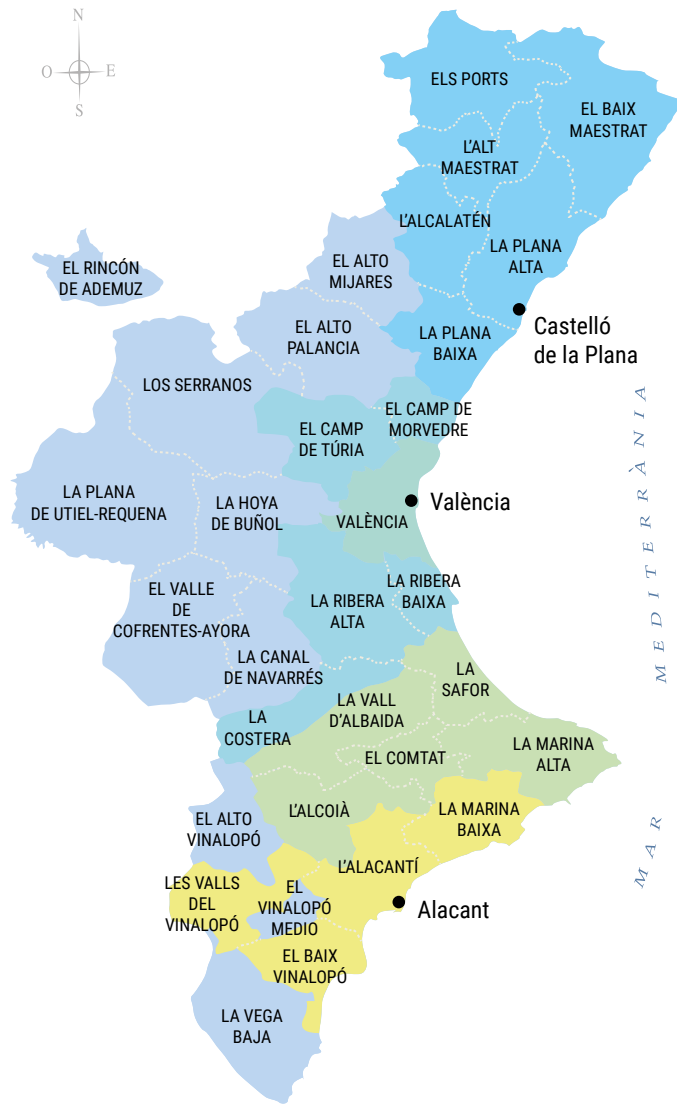 N
O
E
S
ELS PORTS
EL BAIX
MAESTRAT
L'ALT
MAESTRAT
L'ALCALATÉN
LA PLANA
ALTA
EL ALTO
MIJARES
EL RINCÓN
DE ADEMUZ
EL ALTO
PALANCIA
LA PLANA
BAIXA
Castelló
de la Plana
LOS SERRANOS
EL CAMP DE
MORVEDRE
EL CAMP
DE TÚRIA
LA PLANA
DE UTIEL-REQUENA
LA HOYA
DE BUÑOL
VALÈNCIA
València
EL VALLE
DE
COFRENTES-AYORA
LA RIBERA
ALTA
LA RIBERA
BAIXA
LA CANAL
DE NAVARRÉS
LA
SAFOR
LA
COSTERA
LA VALL
D'ALBAIDA
EL COMTAT
LA MARINA
ALTA
L'ALCOIÀ
LA MARINA
BAIXA
EL ALTO
VINALOPÓ
L'ALACANTÍ
LES VALLS
DEL
VINALOPÓ
EL
VINALOPÓ
MEDIO
Alacant
EL BAIX
VINALOPÓ
LA VEGA
BAJA
MAR MEDITERRÀNIA